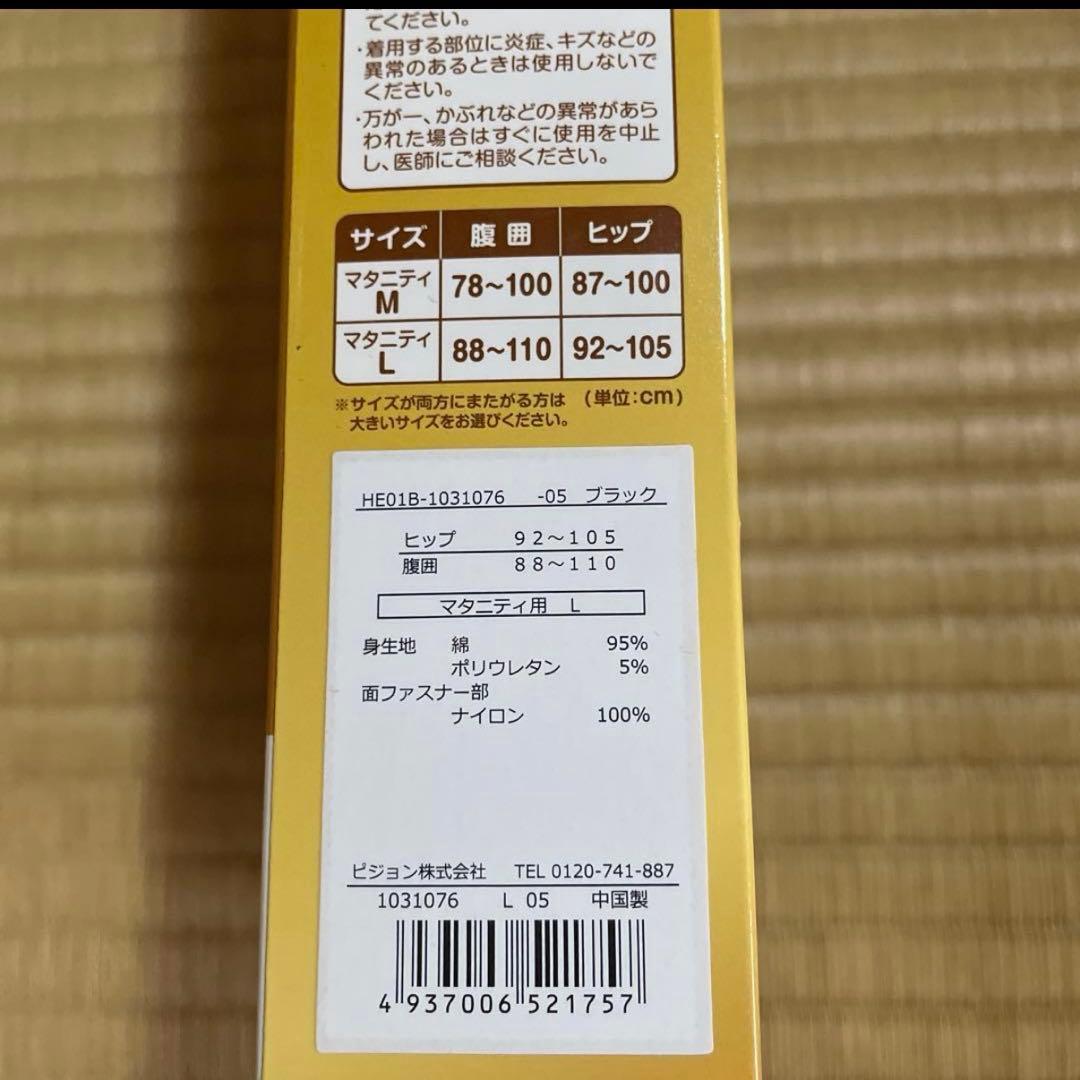 てください。
・着用する部位に炎症、キズなどの
異常のあるときは使用しないで
ください。
・万が一、かぶれなどの異常があら
われた場合はすぐに使用を中止
し、医師にご相談ください。
サイズ 腹囲 ヒップ
マタニティ M 78～100 87～100
マタニティ L 88～110 92～105
※サイズが両方にまたがる方は (単位:cm)
大きいサイズをお選びください。
HE01B-1031076 -05 ブラック
ヒップ 92～105
腹囲 88～110
マタニティ用 L
身生地 綿 95%
ポリウレタン 5%
面ファスナー部
ナイロン 100%
ピジョン株式会社 TEL 0120-741-887
1031076 L 05 中国製
4 937006 521757